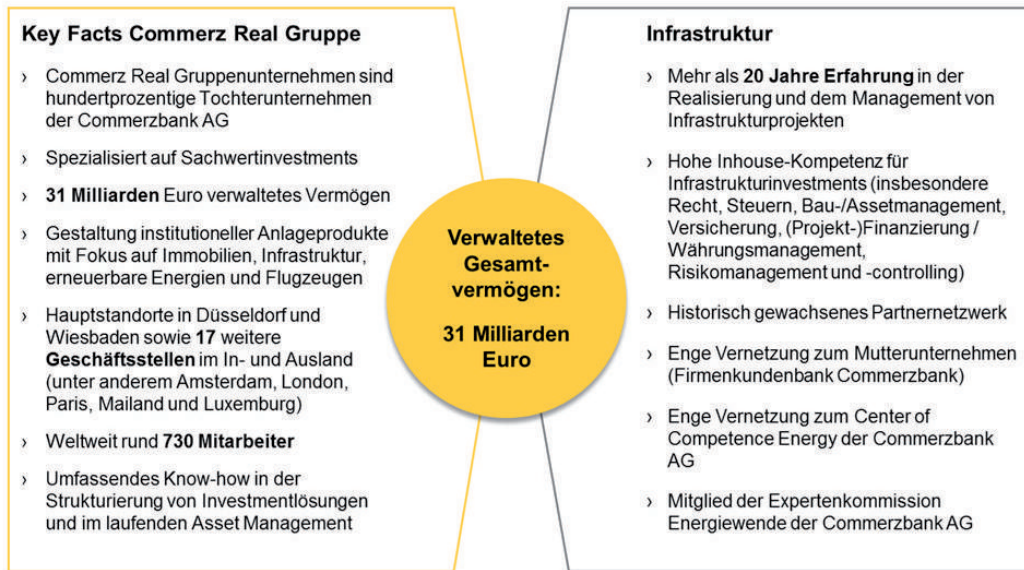 Key Facts Commerz Real Gruppe
› Commerz Real Gruppenunternehmen sind
hundertprozentige Tochterunternehmen
der Commerzbank AG
› Spezialisiert auf Sachwertinvestments
› 31 Milliarden Euro verwaltetes Vermögen
› Gestaltung institutioneller Anlageprodukte
mit Fokus auf Immobilien, Infrastruktur,
erneuerbare Energien und Flugzeugen
› Hauptstandorte in Düsseldorf und
Wiesbaden sowie 17 weitere
Geschäftsstellen im In- und Ausland
(unter anderem Amsterdam, London,
Paris, Mailand und Luxemburg)
› Weltweit rund 730 Mitarbeiter
› Umfassendes Know-how in der
Strukturierung von Investmentlösungen
und im laufenden Asset Management
Verwaltetes
Gesamt-
vermögen:
31 Milliarden
Euro
Infrastruktur
› Mehr als 20 Jahre Erfahrung in der
Realisierung und dem Management von
Infrastrukturprojekten
› Hohe Inhouse-Kompetenz für
Infrastrukturinvestments (insbesondere
Recht, Steuern, Bau-/Assetmanagement,
Versicherung, (Projekt-)Finanzierung /
Währungsmanagement,
Risikomanagement und -controlling)
› Historisch gewachsenes Partnernetzwerk
› Enge Vernetzung zum Mutterunternehmen
(Firmenkundenbank Commerzbank)
› Enge Vernetzung zum Center of
Competence Energy der Commerzbank
AG
› Mitglied der Expertenkommission
Energiewende der Commerzbank AG